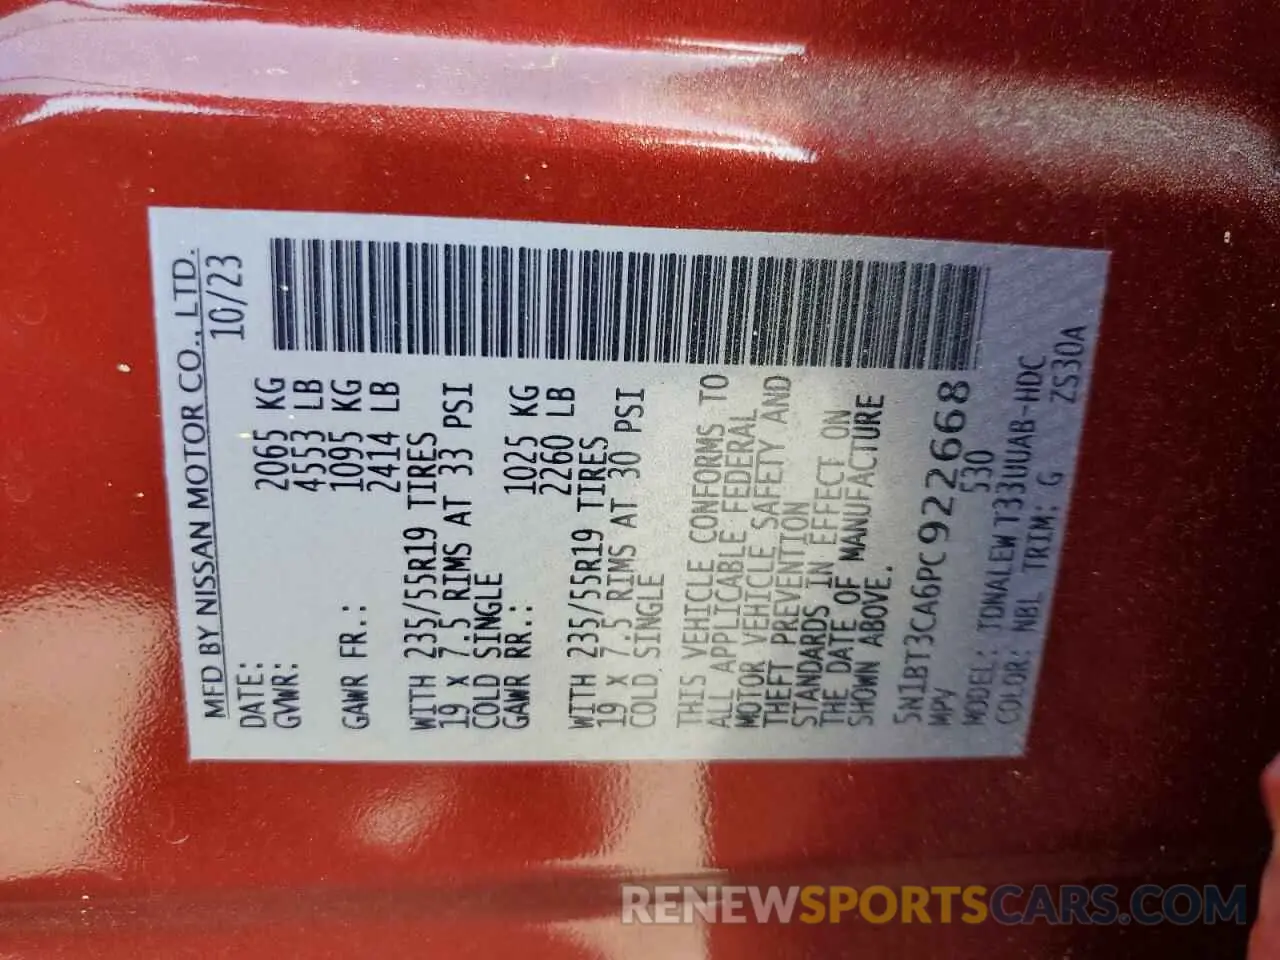 MFD BY NISSAN MOTOR CO., LTD.
DATE: 10/23
GVWR: 2065 KG
4553 LB
GAWR FR.: 1095 KG
2414 LB
WITH 235/55R19 TIRES
19 x 7.5 RIMS AT 33 PSI
COLD SINGLE
GAWR RR.: 1025 KG
2260 LB
WITH 235/55R19 TIRES
19 x 7.5 RIMS AT 30 PSI
COLD SINGLE
THIS VEHICLE CONFORMS TO
ALL APPLICABLE FEDERAL
MOTOR VEHICLE SAFETY AND
THEFT PREVENTION
STANDARDS IN EFFECT ON
THE DATE OF MANUFACTURE
SHOWN ABOVE.
5N1BT3CA6PC922668
MPV 530
MODEL: TDNALEWT33UUAB-HDC
COLOR: NBL TRIM: G ZS30A
RENEWSPORTSCARS.COM